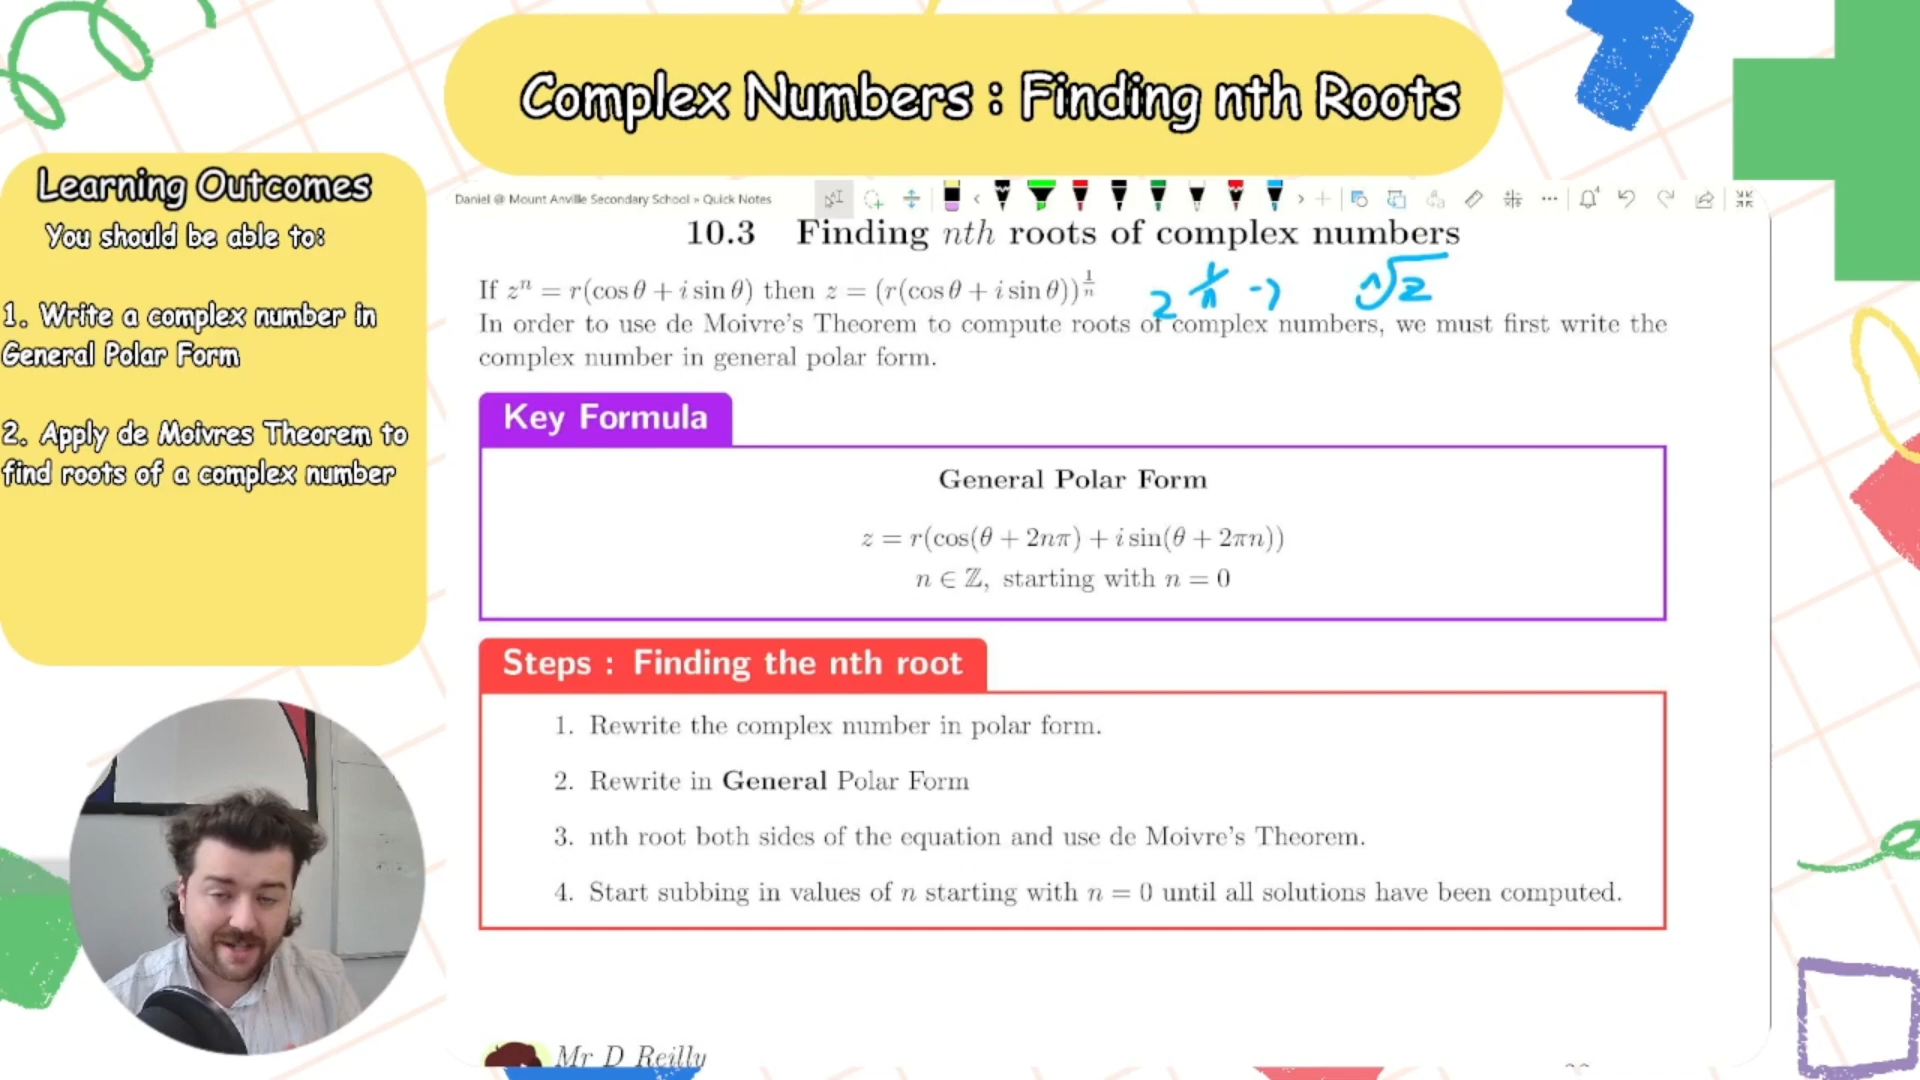 Complex Numbers : Finding nth Roots
Learning Outcomes
You should be able to:
1. Write a complex number in
General Polar Form
2. Apply de Moivres Theorem to
find roots of a complex number
Daniel @ Mount Anville Secondary School » Quick Notes
10.3 Finding nth roots of complex numbers
If zⁿ = r(cos θ + i sin θ) then z = (r(cos θ + i sin θ))^(1/n)
2^(1/n) → ⁿ√2
In order to use de Moivre's Theorem to compute roots of complex numbers, we must first write the
complex number in general polar form.
Key Formula
General Polar Form
z = r(cos(θ + 2nπ) + i sin(θ + 2πn))
n ∈ ℤ, starting with n = 0
Steps : Finding the nth root
1. Rewrite the complex number in polar form.
2. Rewrite in General Polar Form
3. nth root both sides of the equation and use de Moivre's Theorem.
4. Start subbing in values of n starting with n = 0 until all solutions have been computed.
Mr D Reilly